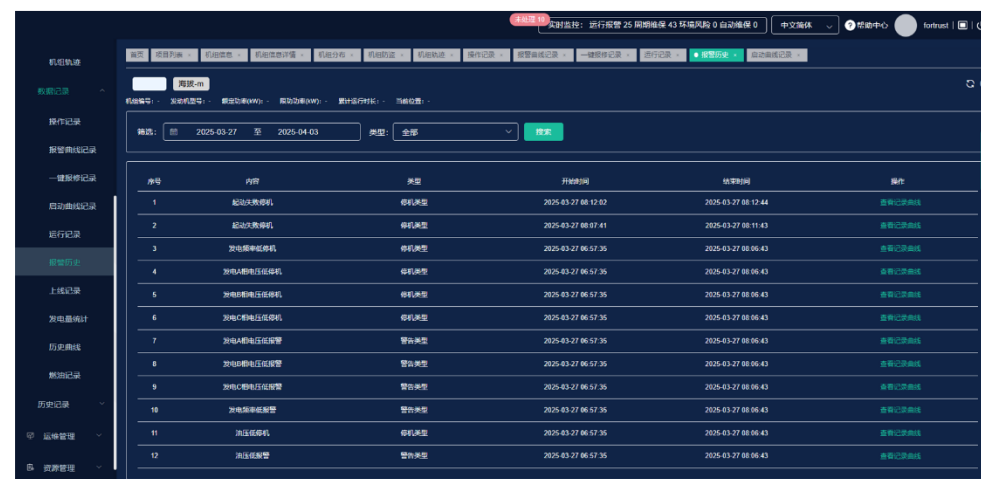 未处理 10
实时监控： 运行报警 25 周期维保 43 环境风险 0 自动维保 0 中文简体 帮助中心 fortrust
首页 项目列表 机组信息 机组信息详情 机组分布 机组防盗 机组轨迹 操作记录 报警曲线记录 一键报修记录 运行记录 报警历史 启动曲线记录
机组轨迹
数据记录
操作记录
报警曲线记录
一键报修记录
启动曲线记录
运行记录
报警历史
上线记录
发电量统计
历史曲线
燃油记录
历史记录
运维管理
资源管理
海拔-m
机组编号： - 发动机型号： - 额定功率(kW)： - 限功功率(kW)： - 累计运行时长： - 当前位置： -
筛选： 2025-03-27 至 2025-04-03 类型： 全部 搜索
序号 内容 类型 开始时间 结束时间 操作
1 起动失败停机 停机类型 2025-03-27 08:12:02 2025-03-27 08:12:44 查看记录曲线
2 起动失败停机 停机类型 2025-03-27 08:07:41 2025-03-27 08:11:43 查看记录曲线
3 发电频率低停机 停机类型 2025-03-27 06:57:35 2025-03-27 08:06:43 查看记录曲线
4 发电A相电压低停机 停机类型 2025-03-27 06:57:35 2025-03-27 08:06:43 查看记录曲线
5 发电B相电压低停机 停机类型 2025-03-27 06:57:35 2025-03-27 08:06:43 查看记录曲线
6 发电C相电压低停机 停机类型 2025-03-27 06:57:35 2025-03-27 08:06:43 查看记录曲线
7 发电A相电压低报警 警告类型 2025-03-27 06:57:35 2025-03-27 08:06:43 查看记录曲线
8 发电B相电压低报警 警告类型 2025-03-27 06:57:35 2025-03-27 08:06:43 查看记录曲线
9 发电C相电压低报警 警告类型 2025-03-27 06:57:35 2025-03-27 08:06:43 查看记录曲线
10 发电频率低报警 警告类型 2025-03-27 06:57:35 2025-03-27 08:06:43 查看记录曲线
11 油压低停机 停机类型 2025-03-27 06:57:35 2025-03-27 08:06:43 查看记录曲线
12 油压低报警 警告类型 2025-03-27 06:57:35 2025-03-27 08:06:43 查看记录曲线